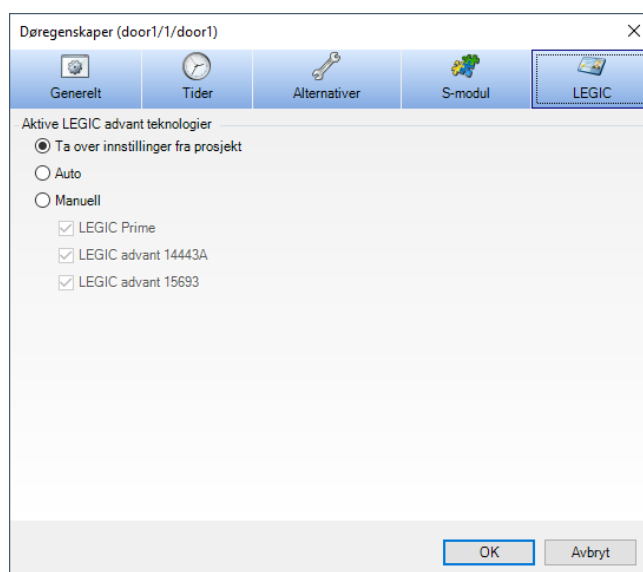 Døregenskaper (door1/1/door1)
Generelt
Tider
Alternativer
S-modul
LEGIC
Aktive LEGIC advant teknologier
Ta over innstillinger fra prosjekt
Auto
Manuell
LEGIC Prime
LEGIC advant 14443A
LEGIC advant 15693
OK
Avbryt